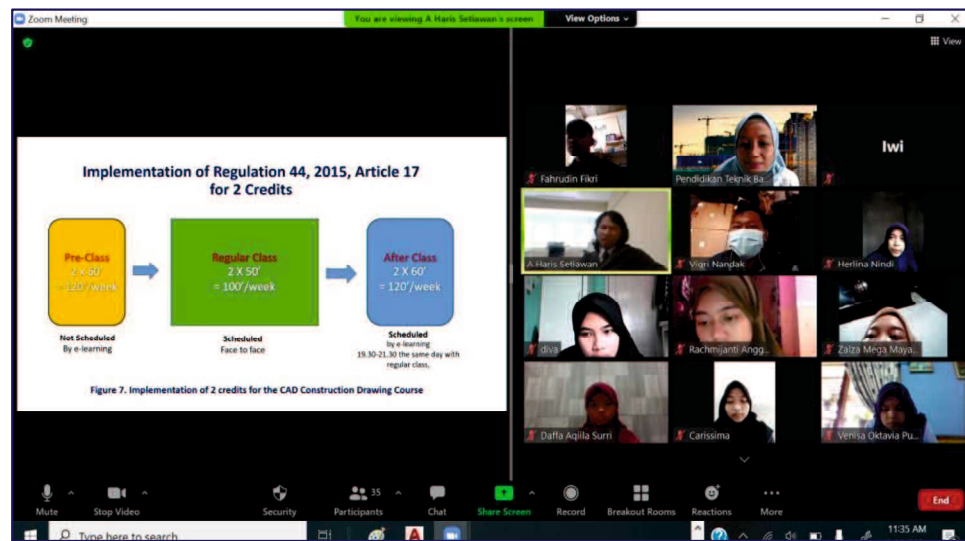 Zoom Meeting
You are viewing A Haris Setiawan's screen
View Options
View
Implementation of Regulation 44, 2015, Article 17
for 2 Credits
Pre-Class
2 X 60'
= 120'/week
Regular Class
2 X 50'
= 100'/week
After Class
2 X 60'
= 120'/week
Not Scheduled
By e-learning
Scheduled
Face to face
Scheduled
by e-learning
19.30-21.30 the same day with
regular class.
Figure 7. Implementation of 2 credits for the CAD Construction Drawing Course
Fahrudin Fikri
Pendidikan Teknik Ba...
Iwi
A Haris Setiawan
Viqri Nandak
Herlina Nindi
diva
Rachmijanti Angg...
Zalza Mega Maya...
Daffa Aqiila Surri
Carissima
Venisa Oktavia Pu...
Mute
Stop Video
Security
35
Participants
Chat
Share Screen
Record
Breakout Rooms
Reactions
More
End
Type here to search
11:35 AM